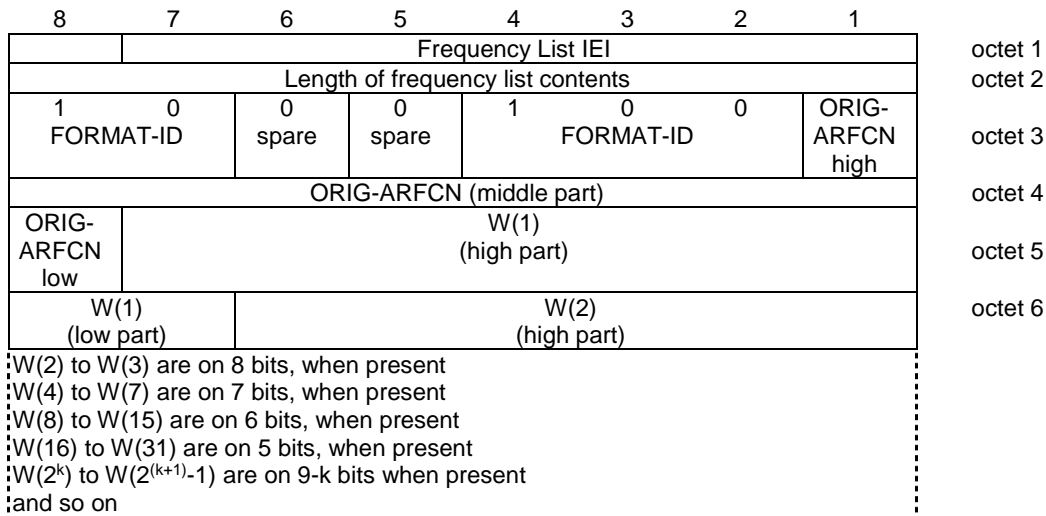 8 7 6 5 4 3 2 1
Frequency List IEI octet 1
Length of frequency list contents octet 2
1 0 0 0 1 0 0 ORIG-
FORMAT-ID spare spare FORMAT-ID ARFCN octet 3
high
ORIG-ARFCN (middle part) octet 4
ORIG- W(1)
ARFCN (high part) octet 5
low
W(1) W(2) octet 6
(low part) (high part)
W(2) to W(3) are on 8 bits, when present
W(4) to W(7) are on 7 bits, when present
W(8) to W(15) are on 6 bits, when present
W(16) to W(31) are on 5 bits, when present
W(2^k) to W(2^(k+1)-1) are on 9-k bits when present
and so on